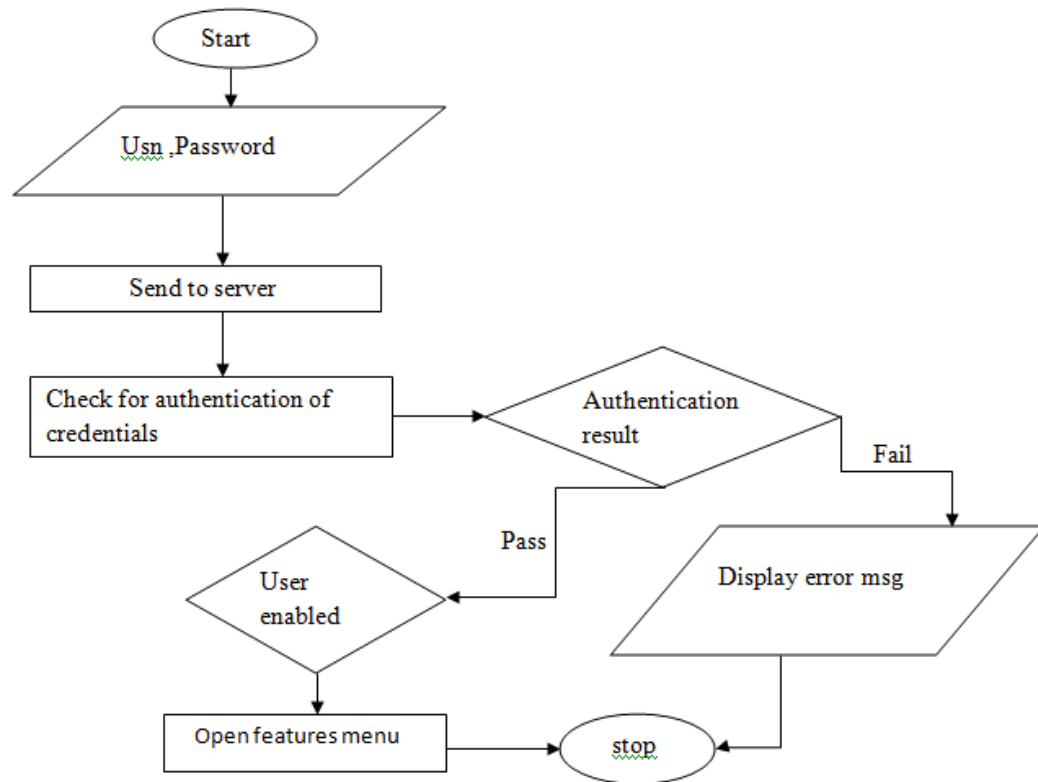 Start
Usn ,Password
Send to server
Check for authentication of
credentials
Authentication
result
Fail
Pass
Display error msg
User
enabled
Open features menu
stop